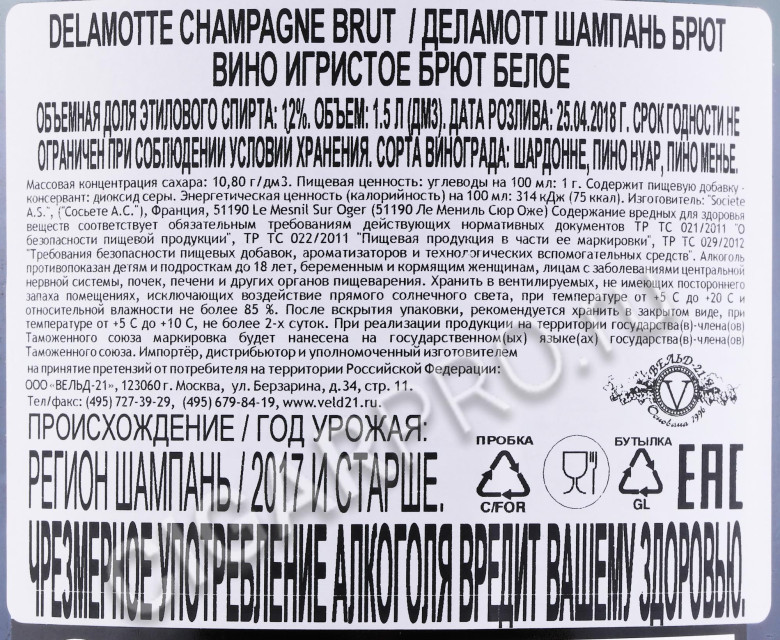 DELAMOTTE CHAMPAGNE BRUT / ДЕЛАМОТТ ШАМПАНЬ БРЮТ
ВИНО ИГРИСТОЕ БРЮТ БЕЛОЕ
ОБЪЕМНАЯ ДОЛЯ ЭТИЛОВОГО СПИРТА: 12%. ОБЪЕМ: 1.5 Л (ДМ3). ДАТА РОЗЛИВА: 25.04.2018 Г. СРОК ГОДНОСТИ НЕ
ОГРАНИЧЕН ПРИ СОБЛЮДЕНИИ УСЛОВИЙ ХРАНЕНИЯ. СОРТА ВИНОГРАДА: ШАРДОННЕ, ПИНО НУАР, ПИНО МЕНЬЕ.
Массовая концентрация сахара: 10,80 г/дм3. Пищевая ценность: углеводы на 100 мл: 1 г. Содержит пищевую добавку -
консервант: диоксид серы. Энергетическая ценность (калорийность) на 100 мл: 314 кДж (75 ккал). Изготовитель: "Societe
A.S.", ("Сосьете А.С."), Франция, 51190 Le Mesnil Sur Oger (51190 Ле Мениль Сюр Оже) Содержание вредных для здоровья
веществ соответствует обязательным требованиям действующих нормативных документов ТР ТС 021/2011 "О
безопасности пищевой продукции", ТР ТС 022/2011 "Пищевая продукция в части ее маркировки", ТР ТС 029/2012
"Требования безопасности пищевых добавок, ароматизаторов и технологических вспомогательных средств". Алкоголь
противопоказан детям и подросткам до 18 лет, беременным и кормящим женщинам, лицам с заболеваниями центральной
нервной системы, почек, печени и других органов пищеварения. Хранить в вентилируемых, не имеющих постороннего
запаха помещениях, исключающих воздействие прямого солнечного света, при температуре от +5 С до +20 С и
относительной влажности не более 85 %. После вскрытия упаковки, рекомендуется хранить в закрытом виде, при
температуре от +5 С до +10 С, не более 2-х суток. При реализации продукции на территории государства(в)-члена(ов)
Таможенного союза маркировка будет нанесена на государственном(ых) языке(ах) государства(в)-члена(ов)
Таможенного союза. Импортёр, дистрибьютор и уполномоченный изготовителем
на принятие претензий от потребителя на территории Российской Федерации:
ООО «ВЕЛЬД-21», 123060 г. Москва, ул. Берзарина, д.34, стр. 11.
Тел/факс: (495) 727-39-29, (495) 679-84-19, www.veld21.ru.
ВЕЛЬД-21
V
Основана 1996
ПРОИСХОЖДЕНИЕ / ГОД УРОЖАЯ:
РЕГИОН ШАМПАНЬ / 2017 И СТАРШЕ.
ПРОБКА
C/FOR
БУТЫЛКА
GL
EAC
ЧРЕЗМЕРНОЕ УПОТРЕБЛЕНИЕ АЛКОГОЛЯ ВРЕДИТ ВАШЕМУ ЗДОРОВЬЮ.
CIGARPRO.ru